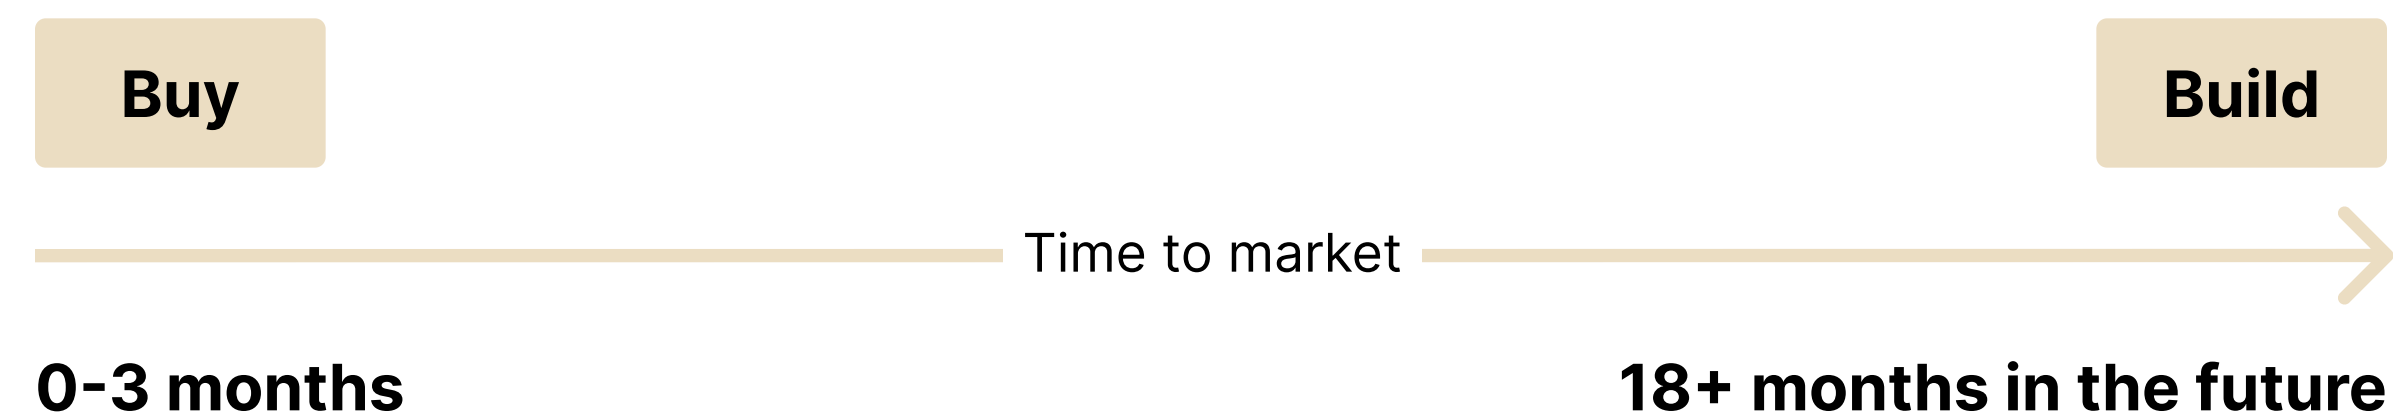 Buy
Build
Time to market
0-3 months
18+ months in the future